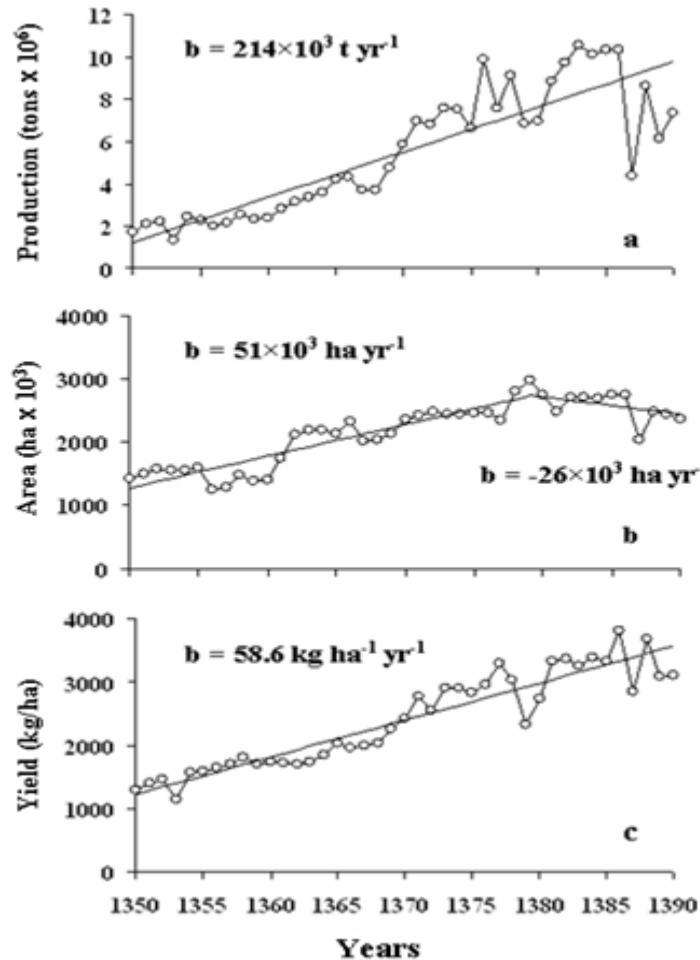 Production (tons x 10⁶)
12
10
8
6
4
2
0
b = 214×10³ t yr⁻¹
a
Area (ha x 10³)
4000
3000
2000
1000
0
b = 51×10³ ha yr⁻¹
b = -26×10³ ha yr⁻
b
Yield (kg/ha)
4000
3000
2000
1000
0
b = 58.6 kg ha⁻¹ yr⁻¹
c
1350 1355 1360 1365 1370 1375 1380 1385 1390
Years